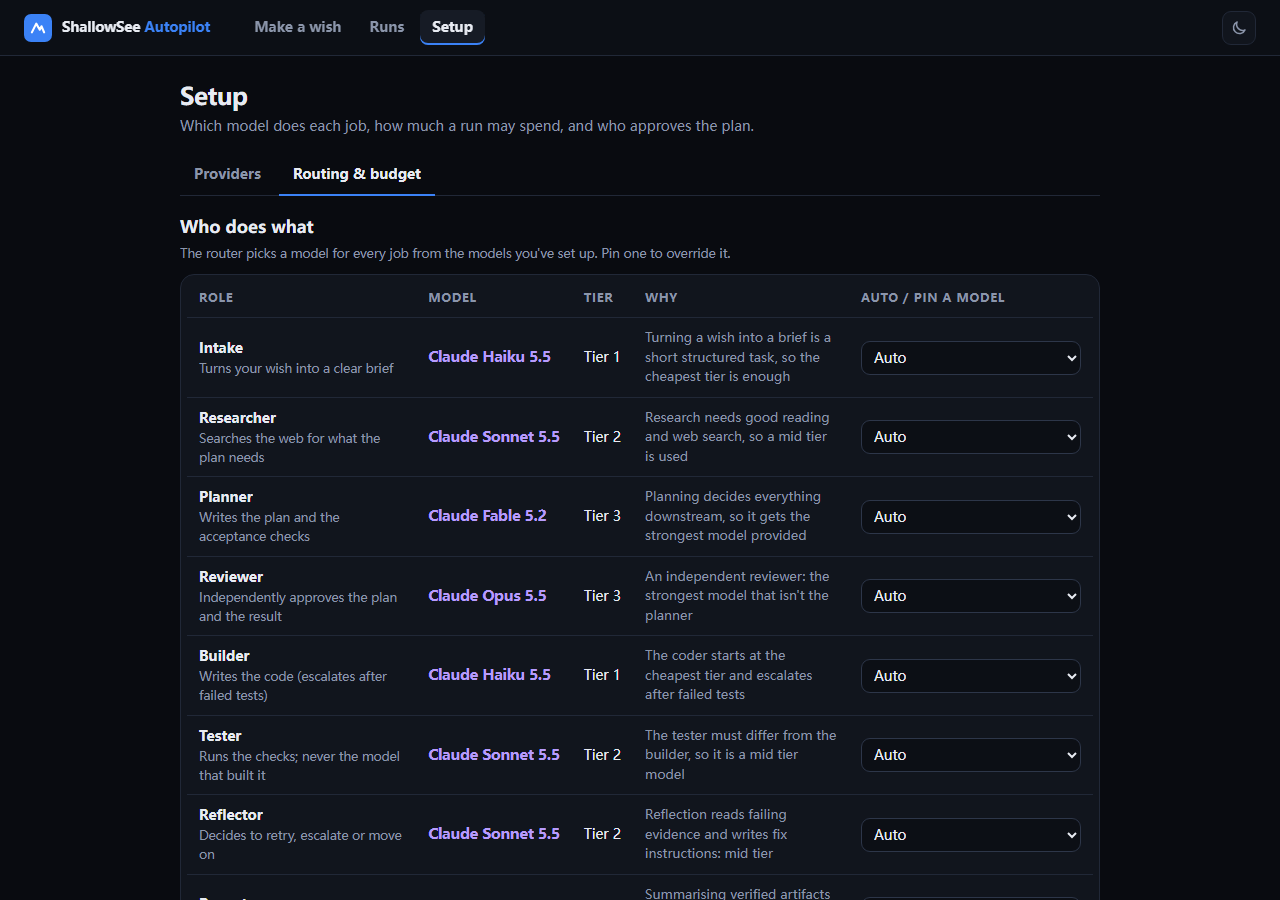 ShallowSee Autopilot Make a wish Runs Setup
Setup
Which model does each job, how much a run may spend, and who approves the plan.
Providers Routing & budget
Who does what
The router picks a model for every job from the models you've set up. Pin one to override it.
ROLE MODEL TIER WHY AUTO / PIN A MODEL
Intake
Turns your wish into a clear brief
Claude Haiku 5.5
Tier 1
Turning a wish into a brief is a
short structured task, so the
cheapest tier is enough
Auto
Researcher
Searches the web for what the
plan needs
Claude Sonnet 5.5
Tier 2
Research needs good reading
and web search, so a mid tier
is used
Auto
Planner
Writes the plan and the
acceptance checks
Claude Fable 5.2
Tier 3
Planning decides everything
downstream, so it gets the
strongest model provided
Auto
Reviewer
Independently approves the plan
and the result
Claude Opus 5.5
Tier 3
An independent reviewer: the
strongest model that isn't the
planner
Auto
Builder
Writes the code (escalates after
failed tests)
Claude Haiku 5.5
Tier 1
The coder starts at the
cheapest tier and escalates
after failed tests
Auto
Tester
Runs the checks; never the model
that built it
Claude Sonnet 5.5
Tier 2
The tester must differ from the
builder, so it is a mid tier
model
Auto
Reflector
Decides to retry, escalate or move
on
Claude Sonnet 5.5
Tier 2
Reflection reads failing
evidence and writes fix
instructions: mid tier
Auto
Summarising verified artifacts